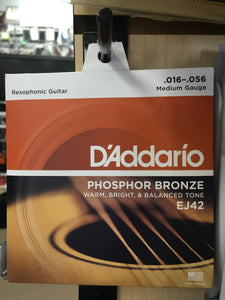 Resophonic Guitar
.016–.056
Medium Gauge
D'Addario
PHOSPHOR BRONZE
WARM, BRIGHT, & BALANCED TONE
EJ42